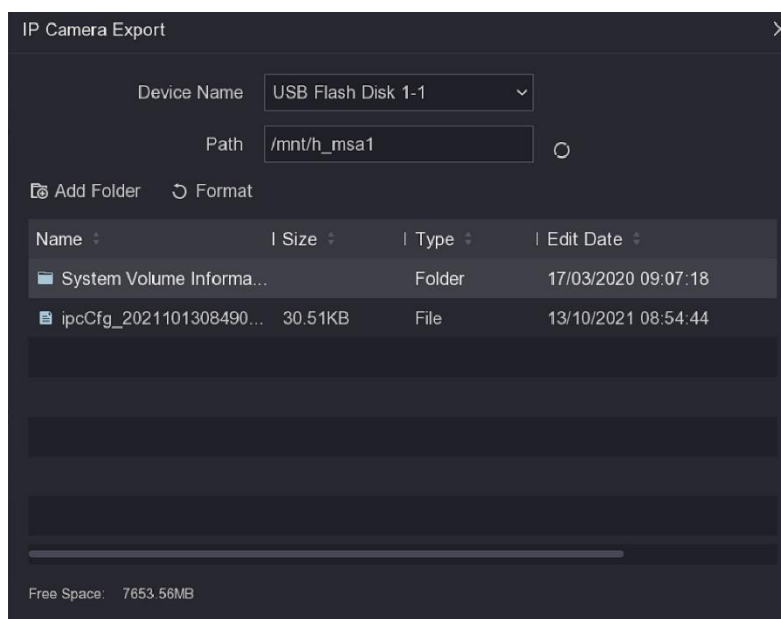 IP Camera Export
Device Name USB Flash Disk 1-1
Path /mnt/h_msa1
Add Folder Format
Name Size Type Edit Date
System Volume Informa... Folder 17/03/2020 09:07:18
ipcCfg_2021101308490... 30.51KB File 13/10/2021 08:54:44
Free Space: 7653.56MB